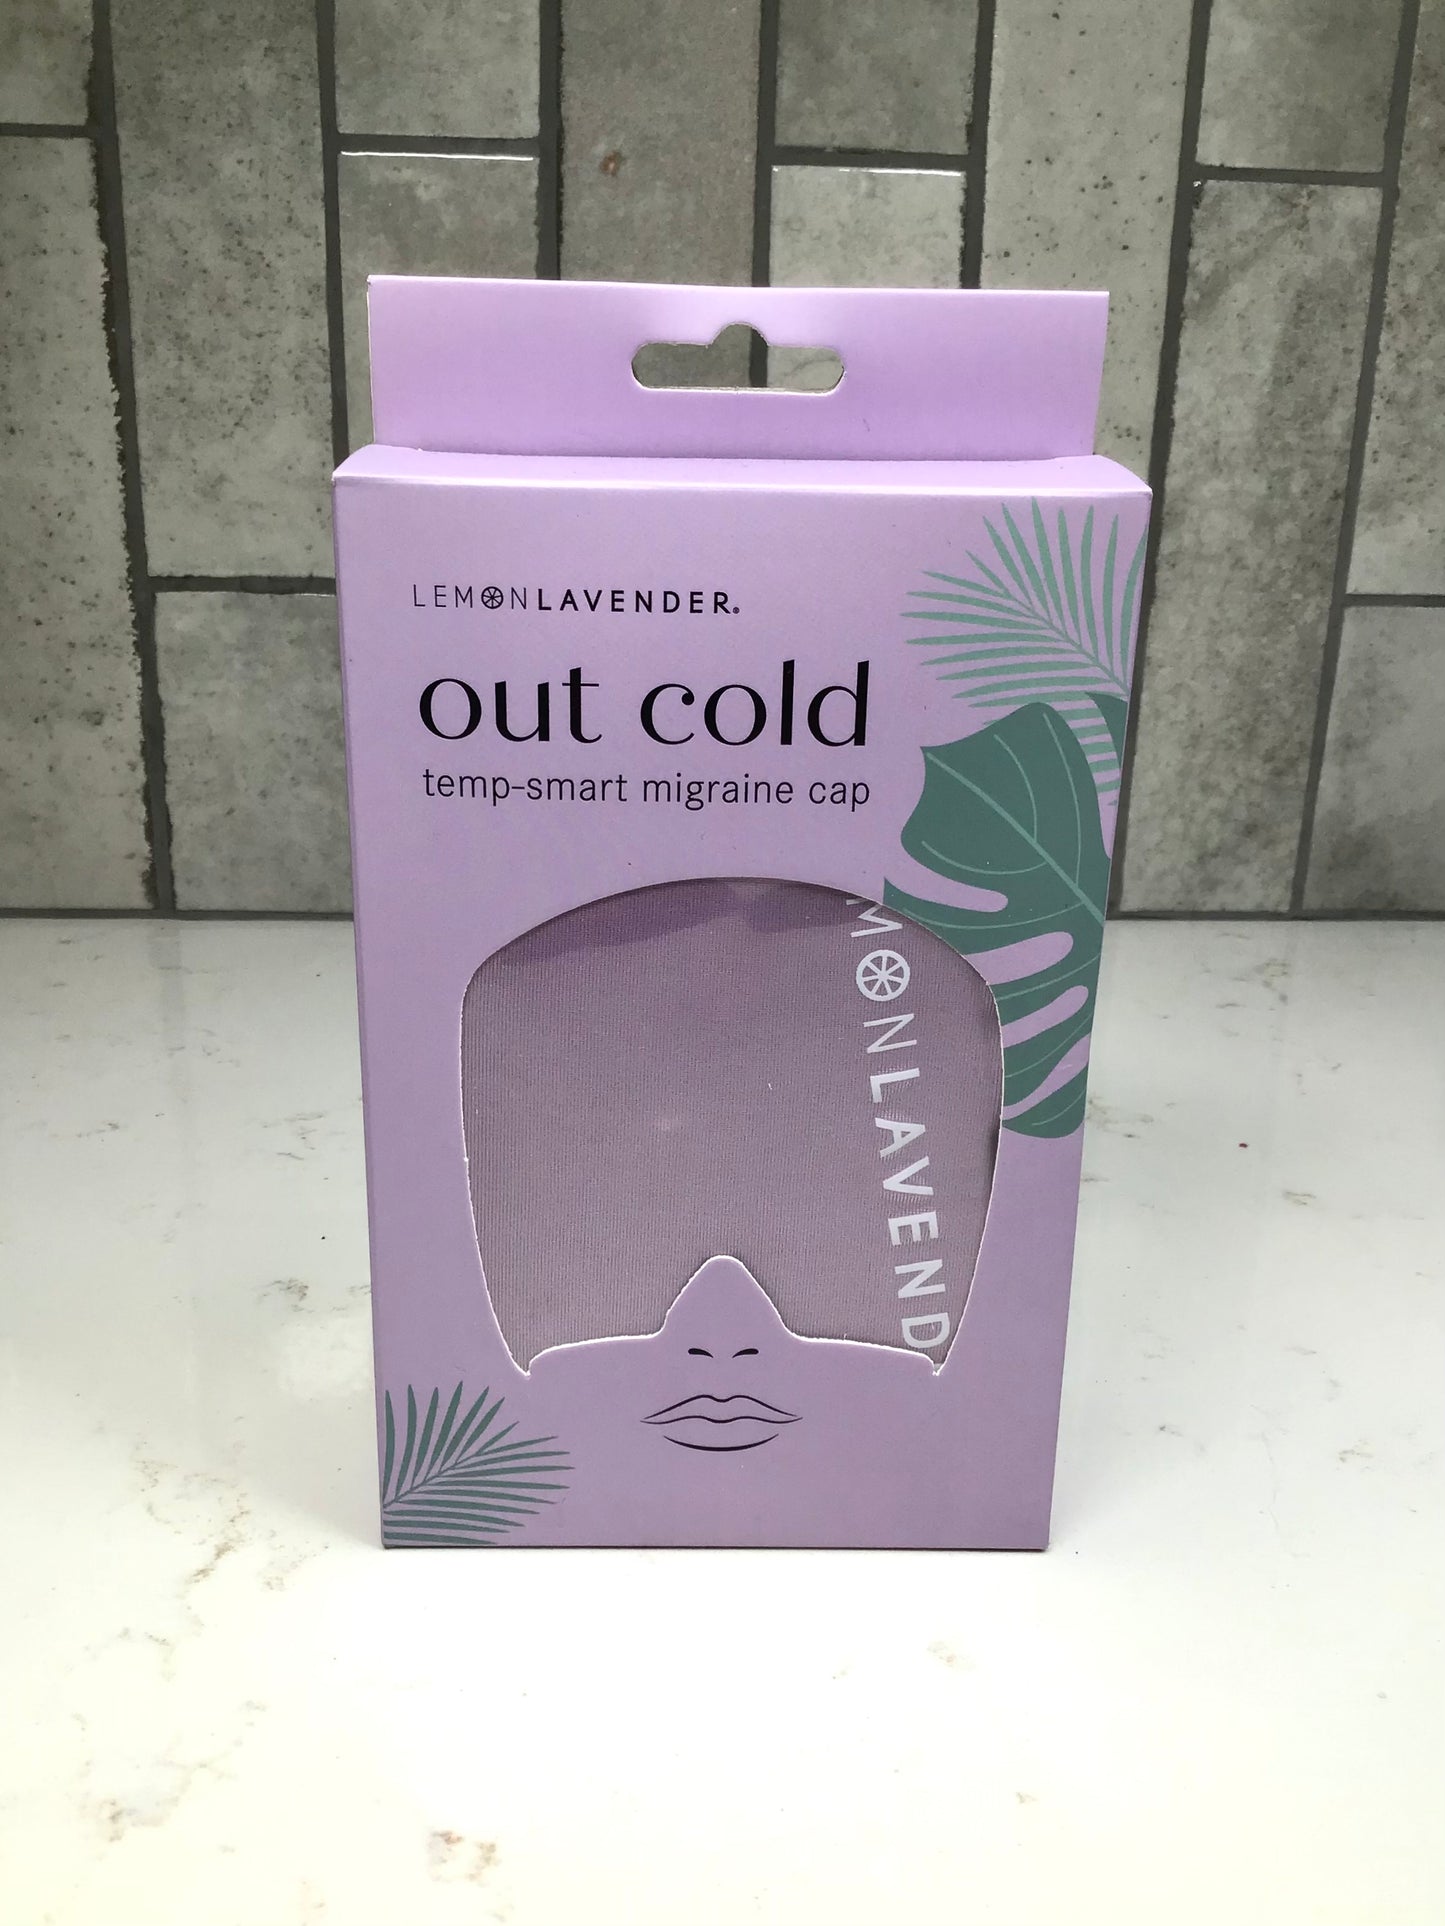 LEMONLAVENDER®
out cold
temp-smart migraine cap
MONLAVEND